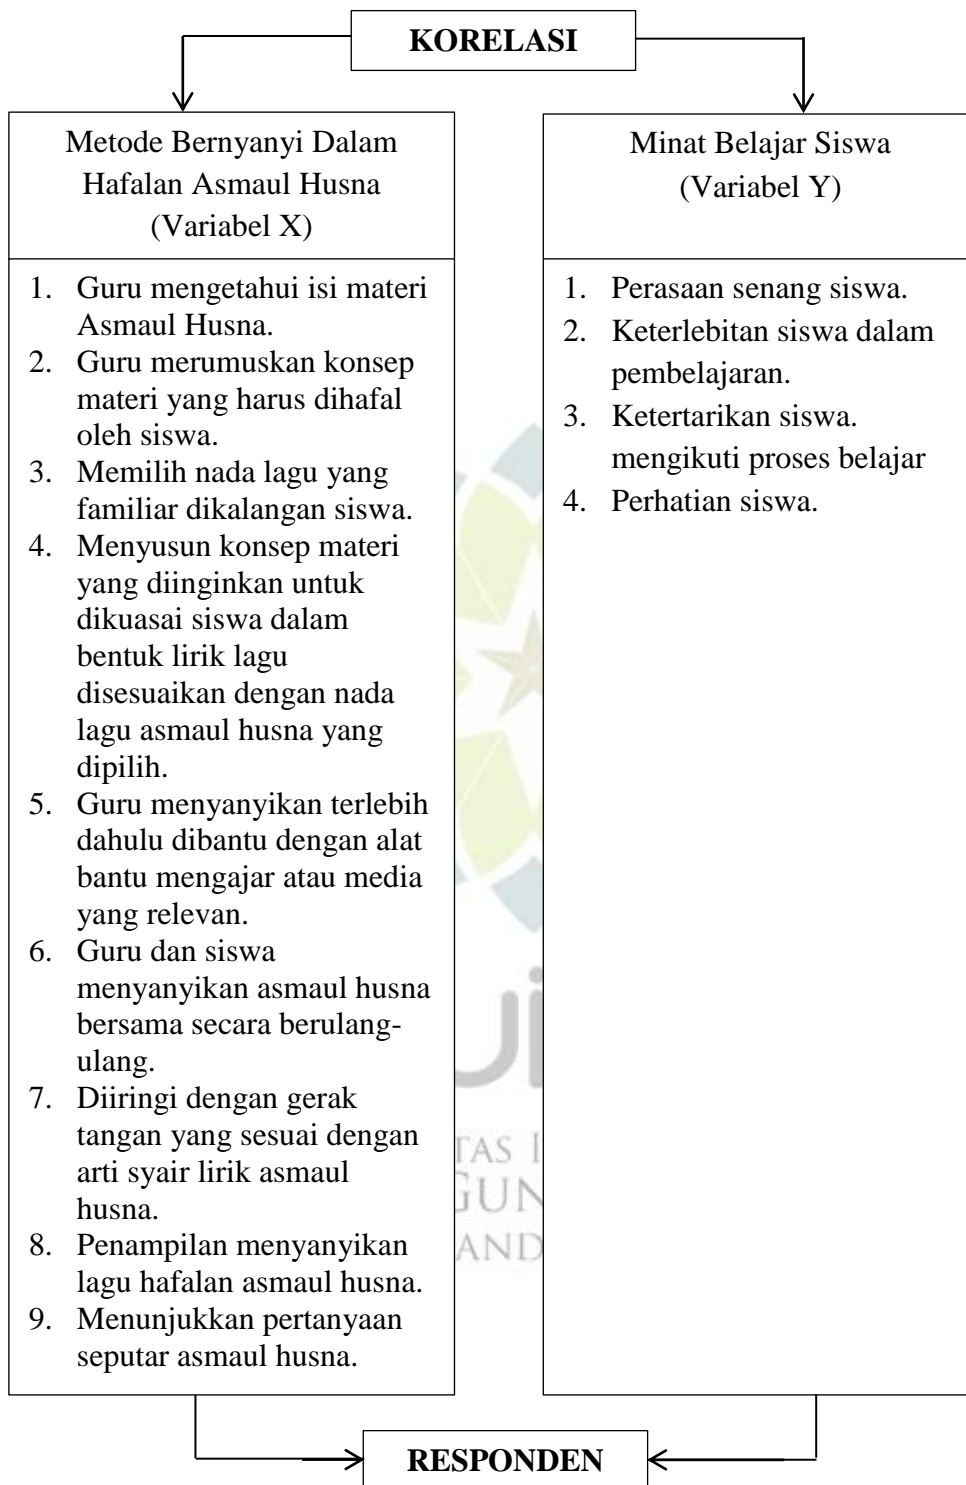 KORELASI
Metode Bernyanyi Dalam
Hafalan Asmaul Husna
(Variabel X)
1. Guru mengetahui isi materi
Asmaul Husna.
2. Guru merumuskan konsep
materi yang harus dihafal
oleh siswa.
3. Memilih nada lagu yang
familiar dikalangan siswa.
4. Menyusun konsep materi
yang diinginkan untuk
dikuasai siswa dalam
bentuk lirik lagu
disesuaikan dengan nada
lagu asmaul husna yang
dipilih.
5. Guru menyanyikan terlebih
dahulu dibantu dengan alat
bantu mengajar atau media
yang relevan.
6. Guru dan siswa
menyanyikan asmaul husna
bersama secara berulang-
ulang.
7. Diiringi dengan gerak
tangan yang sesuai dengan
arti syair lirik asmaul
husna.
8. Penampilan menyanyikan
lagu hafalan asmaul husna.
9. Menunjukkan pertanyaan
seputar asmaul husna.
Minat Belajar Siswa
(Variabel Y)
1. Perasaan senang siswa.
2. Keterlebitan siswa dalam
pembelajaran.
3. Ketertarikan siswa.
mengikuti proses belajar
4. Perhatian siswa.
RESPONDEN